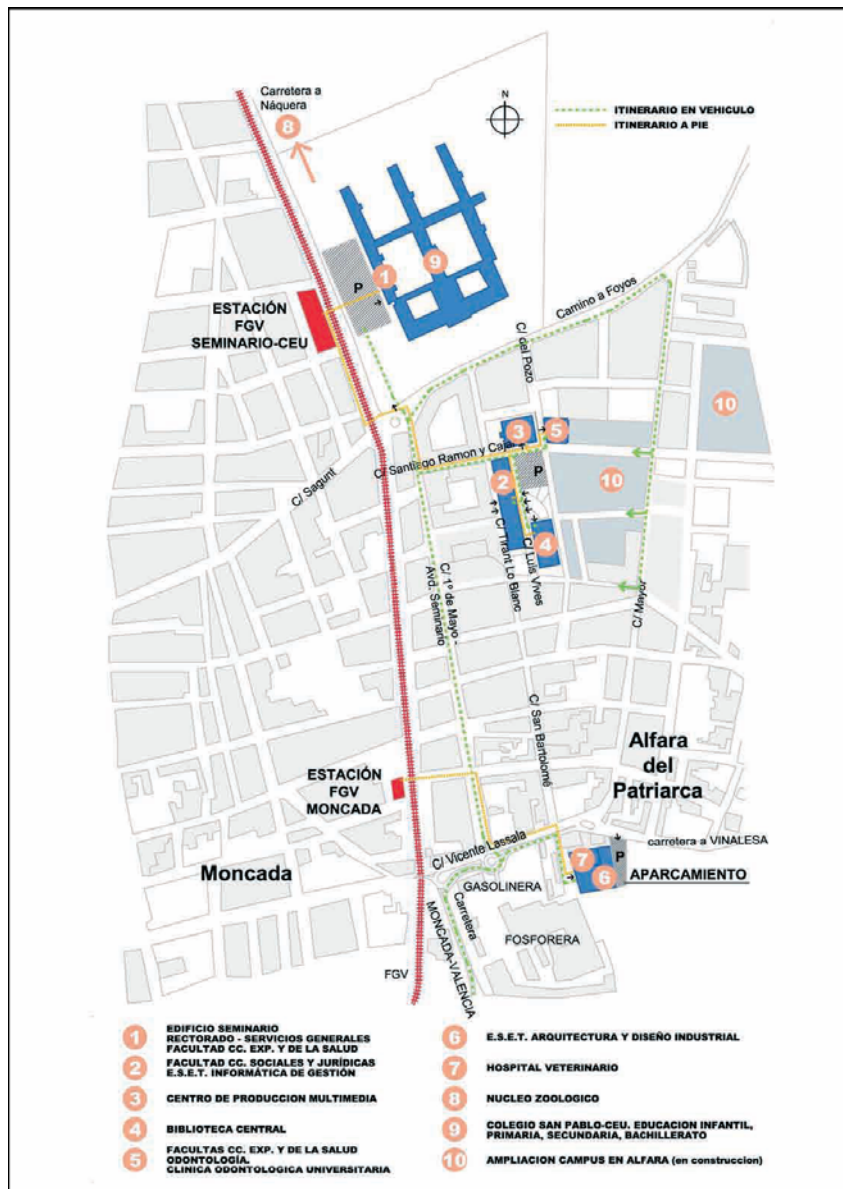 Carretera a
Náquera
8
N
ITINERARIO EN VEHICULO
ITINERARIO A PIE
P
1
9
ESTACIÓN
FGV
SEMINARIO-CEU
Camino a Foyos
C/ del Pozo
10
3
5
C/ Santiago Ramon y Cajal
P
C/ Sagunt
2
10
4
C/ Tirant Lo Blanc
C/ Luis Vives
C/ 1º de Mayo -
Avd. Seminario
C/ Mayor
C/ San Bartolomé
Alfara
del
Patriarca
ESTACIÓN
FGV
MONCADA
carretera a VINALESA
C/ Vicente Lassala
P
7
6
Moncada
GASOLINERA
APARCAMIENTO
Carretera
MONCADA-VALENCIA
FOSFORERA
FGV
1
EDIFICIO SEMINARIO
RECTORADO - SERVICIOS GENERALES
FACULTAD CC. EXP. Y DE LA SALUD
2
FACULTAD CC. SOCIALES Y JURÍDICAS
E.S.E.T. INFORMÁTICA DE GESTIÓN
3
CENTRO DE PRODUCCION MULTIMEDIA
4
BIBLIOTECA CENTRAL
5
FACULTAS CC. EXP. Y DE LA SALUD
ODONTOLOGÍA.
CLINICA ODONTOLOGICA UNIVERSITARIA
6
E.S.E.T. ARQUITECTURA Y DISEÑO INDUSTRIAL
7
HOSPITAL VETERINARIO
8
NUCLEO ZOOLOGICO
9
COLEGIO SAN PABLO-CEU. EDUCACION INFANTIL,
PRIMARIA, SECUNDARIA, BACHILLERATO
10
AMPLIACION CAMPUS EN ALFARA (en construccion)